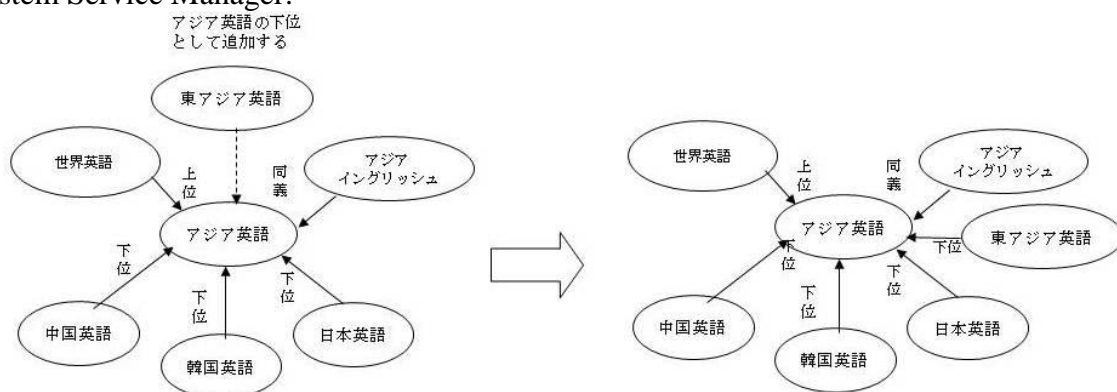 stem Service Manager.
アジア英語の下位
として追加する
東アジア英語
世界英語
上位
同義
アジア
イングリッシュ
アジア英語
下位
下位
下位
中国英語
韓国英語
日本英語
世界英語
上位
同義
アジア
イングリッシュ
アジア英語
東アジア英語
下位
下位
下位
下位
中国英語
韓国英語
日本英語